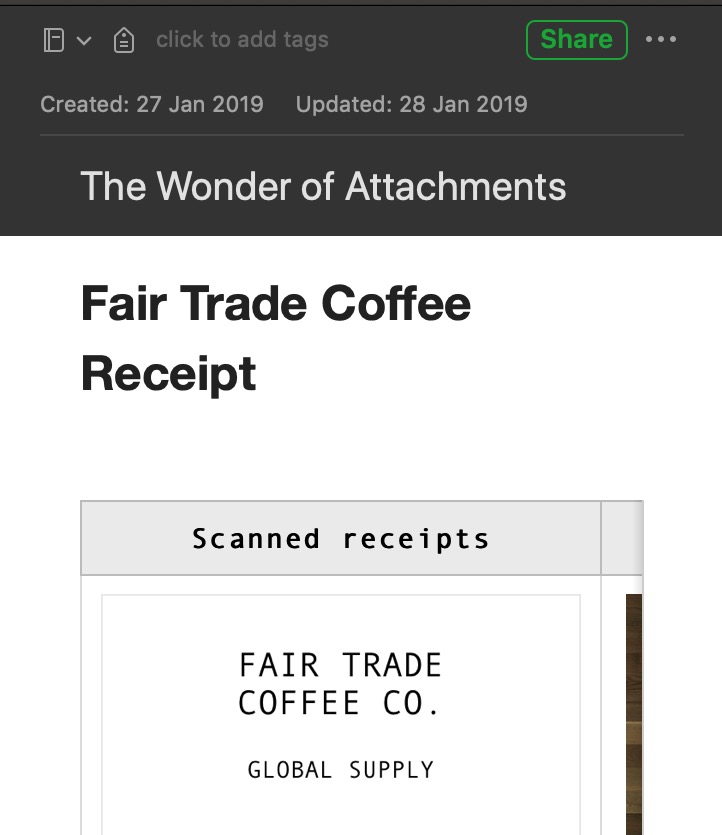 click to add tags
Share
Created: 27 Jan 2019 Updated: 28 Jan 2019
The Wonder of Attachments
Fair Trade Coffee
Receipt
Scanned receipts
FAIR TRADE
COFFEE CO.
GLOBAL SUPPLY